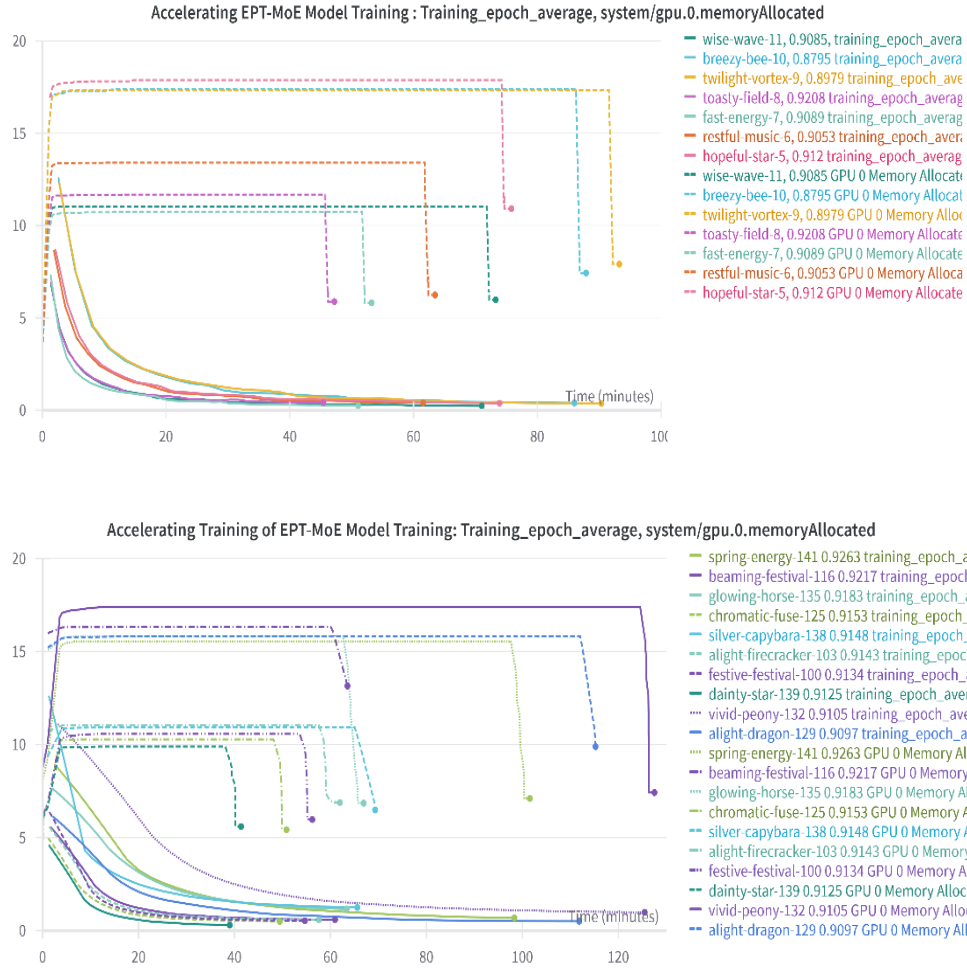 Accelerating EPT-MoE Model Training : Training_epoch_average, system/gpu.0.memoryAllocated
20
15
10
5
0
0 20 40 60 80 100
Time (minutes)
wise-wave-11, 0.9085, training_epoch_avera
breezy-bee-10, 0.8795 training_epoch_avera
twilight-vortex-9, 0.8979 training_epoch_ave
toasty-field-8, 0.9208 training_epoch_averag
fast-energy-7, 0.9089 training_epoch_averag
restful-music-6, 0.9053 training_epoch_avera
hopeful-star-5, 0.912 training_epoch_averag
wise-wave-11, 0.9085 GPU 0 Memory Allocate
breezy-bee-10, 0.8795 GPU 0 Memory Allocat
twilight-vortex-9, 0.8979 GPU 0 Memory Allo
toasty-field-8, 0.9208 GPU 0 Memory Allocate
fast-energy-7, 0.9089 GPU 0 Memory Allocate
restful-music-6, 0.9053 GPU 0 Memory Alloca
hopeful-star-5, 0.912 GPU 0 Memory Allocate
Accelerating Training of EPT-MoE Model Training: Training_epoch_average, system/gpu.0.memoryAllocated
20
15
10
5
0
0 20 40 60 80 100 120
Time (minutes)
spring-energy-141 0.9263 training_epoch_a
beaming-festival-116 0.9217 training_epoch
glowing-horse-135 0.9183 training_epoch_a
chromatic-fuse-125 0.9153 training_epoch_
silver-capybara-138 0.9148 training_epoch_
alight-firecracker-103 0.9143 training_epoc
festive-festival-100 0.9134 training_epoch_a
dainty-star-139 0.9125 training_epoch_aver
vivid-peony-132 0.9105 training_epoch_ave
alight-dragon-129 0.9097 training_epoch_a
spring-energy-141 0.9263 GPU 0 Memory Al
beaming-festival-116 0.9217 GPU 0 Memory
glowing-horse-135 0.9183 GPU 0 Memory Al
chromatic-fuse-125 0.9153 GPU 0 Memory A
silver-capybara-138 0.9148 GPU 0 Memory A
alight-firecracker-103 0.9143 GPU 0 Memory
festive-festival-100 0.9134 GPU 0 Memory A
dainty-star-139 0.9125 GPU 0 Memory Alloc
vivid-peony-132 0.9105 GPU 0 Memory Allo
alight-dragon-129 0.9097 GPU 0 Memory All